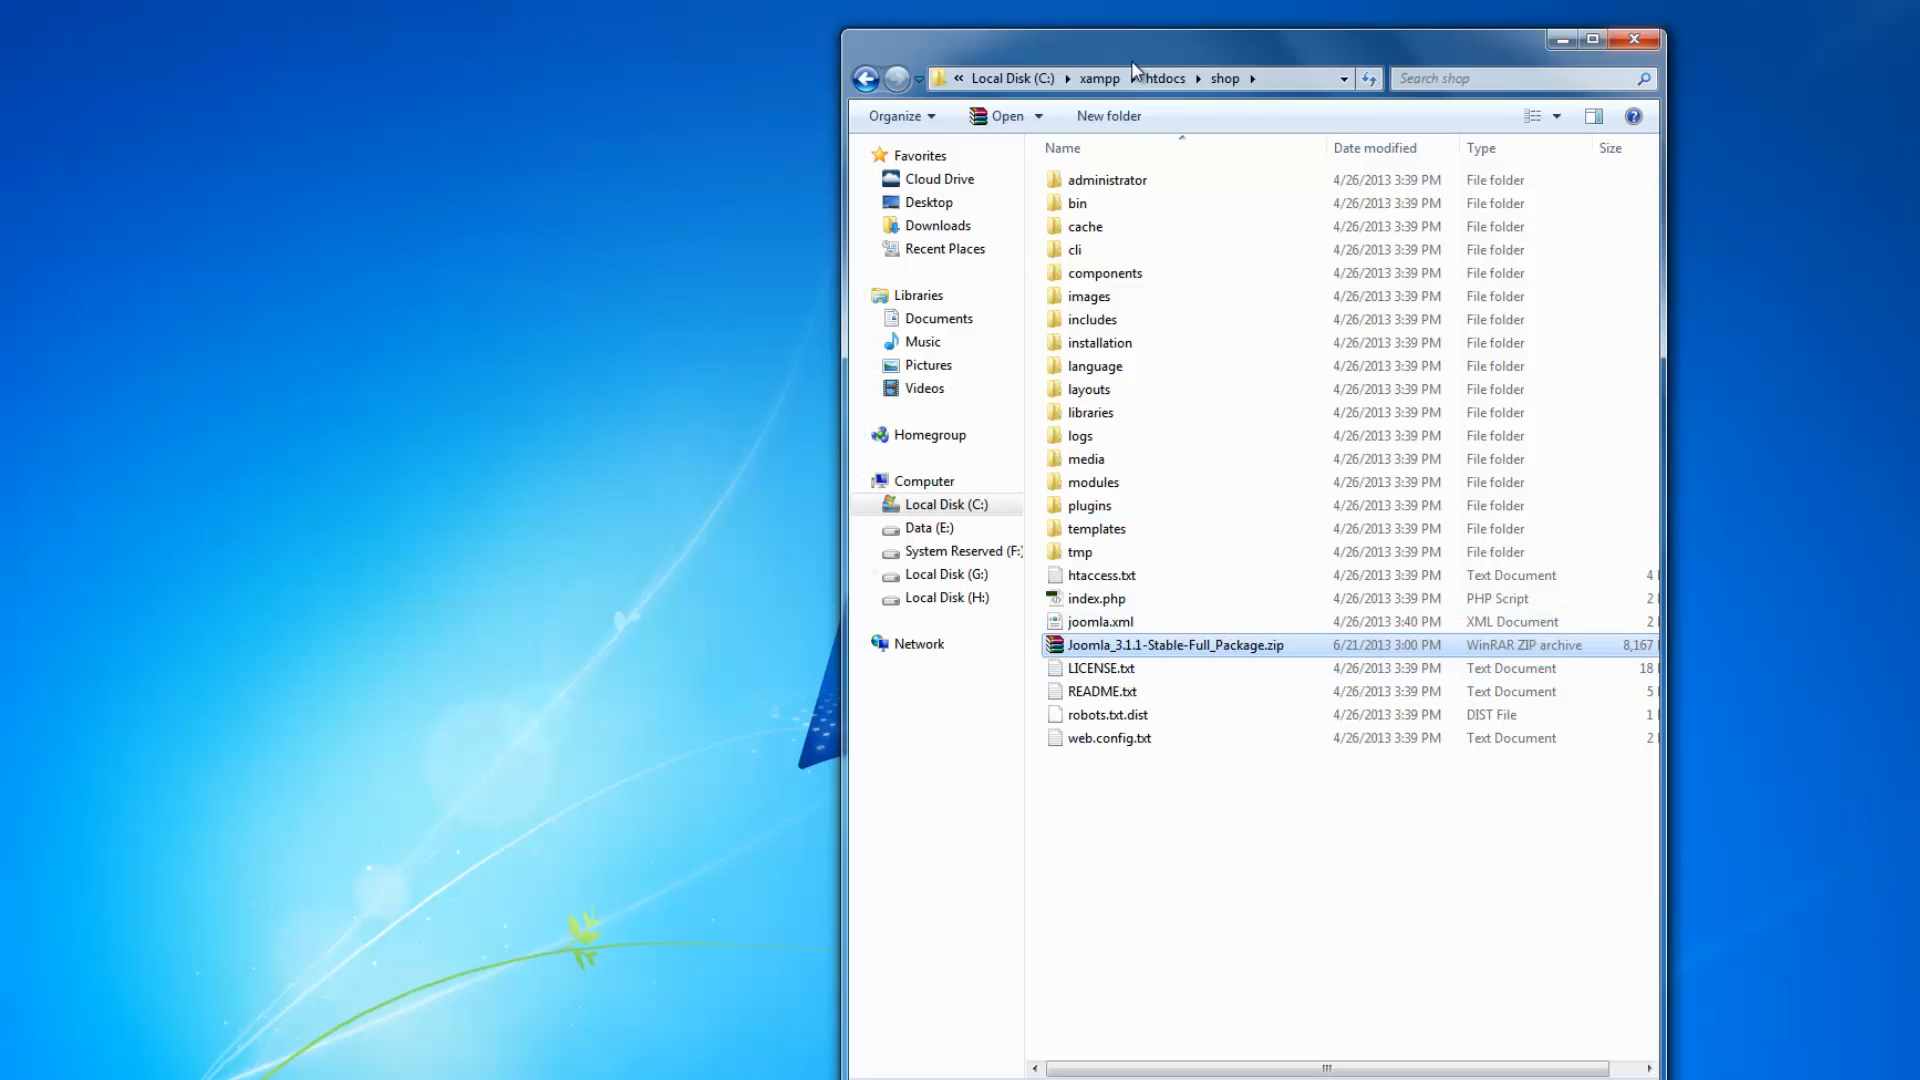 « Local Disk (C:) ▸ xampp ▸ htdocs ▸ shop ▸ Search shop
Organize Open New folder
Name Date modified Type Size
Favorites
Cloud Drive
Desktop
Downloads
Recent Places
Libraries
Documents
Music
Pictures
Videos
Homegroup
Computer
Local Disk (C:)
Data (E:)
System Reserved (F:)
Local Disk (G:)
Local Disk (H:)
Network
administrator 4/26/2013 3:39 PM File folder
bin 4/26/2013 3:39 PM File folder
cache 4/26/2013 3:39 PM File folder
cli 4/26/2013 3:39 PM File folder
components 4/26/2013 3:39 PM File folder
images 4/26/2013 3:39 PM File folder
includes 4/26/2013 3:39 PM File folder
installation 4/26/2013 3:39 PM File folder
language 4/26/2013 3:39 PM File folder
layouts 4/26/2013 3:39 PM File folder
libraries 4/26/2013 3:39 PM File folder
logs 4/26/2013 3:39 PM File folder
media 4/26/2013 3:39 PM File folder
modules 4/26/2013 3:39 PM File folder
plugins 4/26/2013 3:39 PM File folder
templates 4/26/2013 3:39 PM File folder
tmp 4/26/2013 3:39 PM File folder
htaccess.txt 4/26/2013 3:39 PM Text Document 4
index.php 4/26/2013 3:39 PM PHP Script 2
joomla.xml 4/26/2013 3:40 PM XML Document 2
Joomla_3.1.1-Stable-Full_Package.zip 6/21/2013 3:00 PM WinRAR ZIP archive 8,167
LICENSE.txt 4/26/2013 3:39 PM Text Document 18
README.txt 4/26/2013 3:39 PM Text Document 5
robots.txt.dist 4/26/2013 3:39 PM DIST File 1
web.config.txt 4/26/2013 3:39 PM Text Document 2